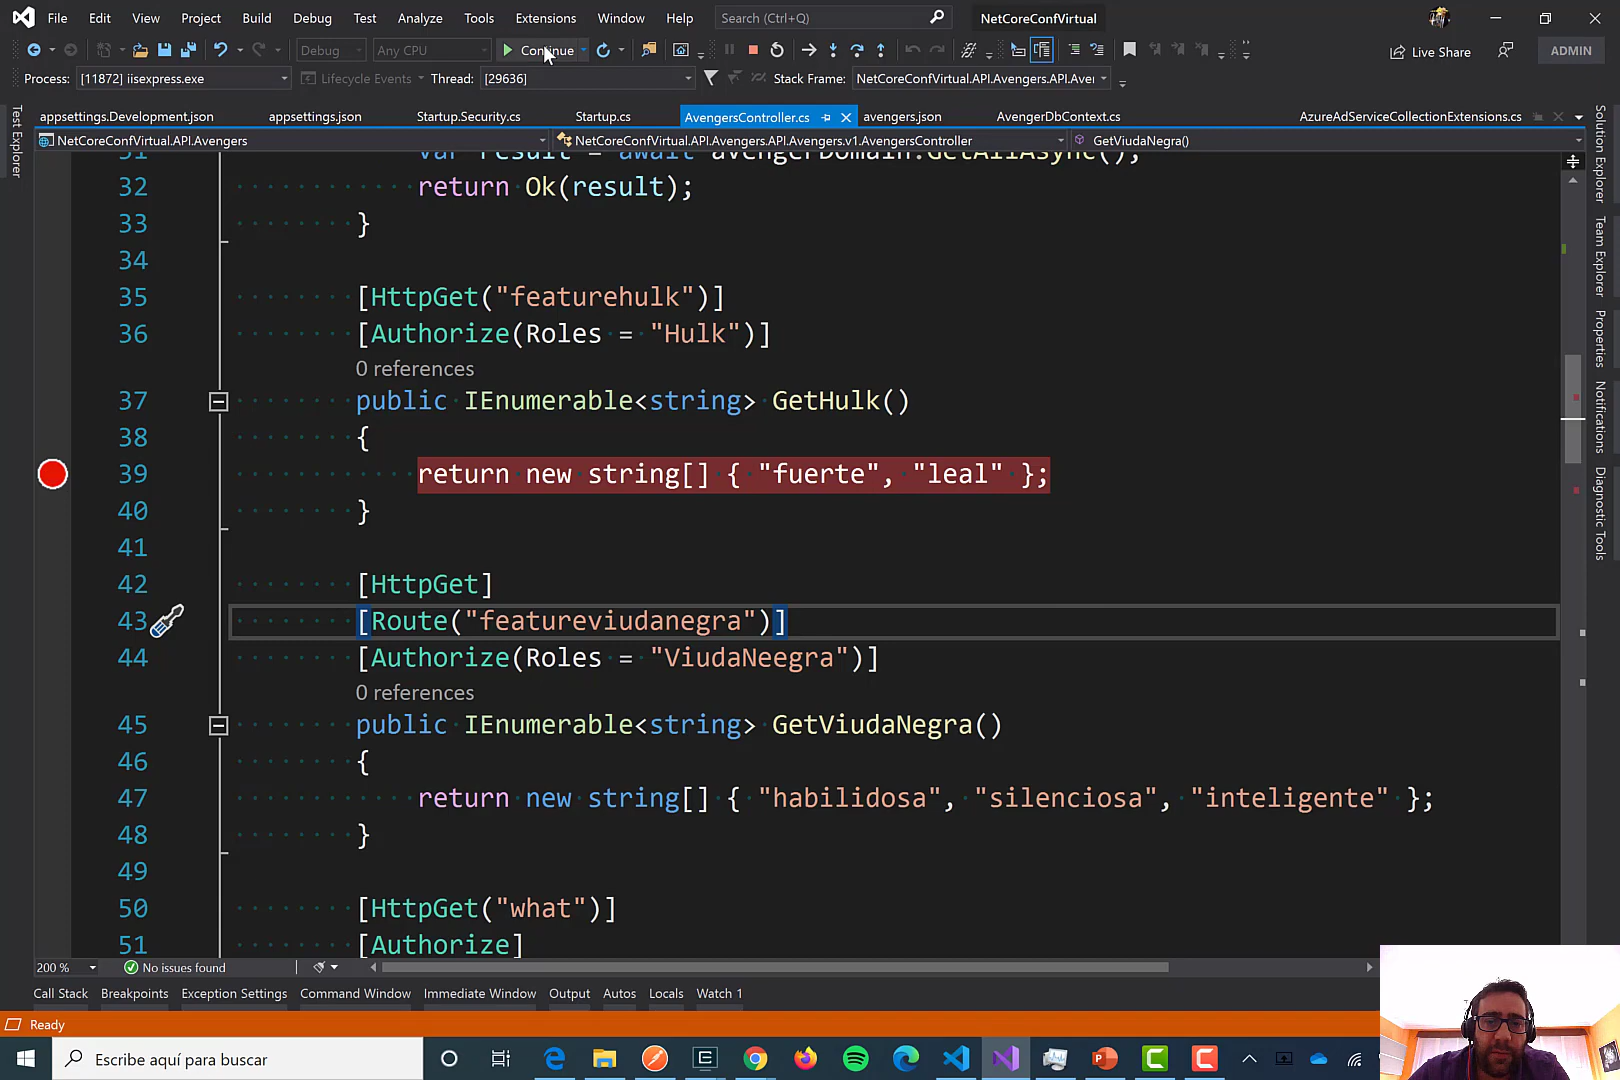 File Edit View Project Build Debug Test Analyze Tools Extensions Window Help Search (Ctrl+Q) NetCoreConfVirtual
Debug Any CPU Continue Live Share ADMIN
Process: [11872] iisexpress.exe Lifecycle Events Thread: [29636] Stack Frame: NetCoreConfVirtual.API.Avengers.API.Aver
appsettings.Development.json appsettings.json Startup.Security.cs Startup.cs AvengersController.cs avengers.json AvengerDbContext.cs AzureAdServiceCollectionExtensions.cs
NetCoreConfVirtual.API.Avengers NetCoreConfVirtual.API.Avengers.API.Avengers.v1.AvengersController GetViudaNegra()
Test Explorer
31 var result = await avengerDomain.GetAllAsync();
32 return Ok(result);
33 }
34
35 [HttpGet("featurehulk")]
36 [Authorize(Roles = "Hulk")]
0 references
37 public IEnumerable<string> GetHulk()
38 {
39 return new string[] { "fuerte", "leal" };
40 }
41
42 [HttpGet]
43 [Route("featureviudanegra")]
44 [Authorize(Roles = "ViudaNeegra")]
0 references
45 public IEnumerable<string> GetViudaNegra()
46 {
47 return new string[] { "habilidosa", "silenciosa", "inteligente" };
48 }
49
50 [HttpGet("what")]
51 [Authorize]
Solution Explorer
Team Explorer
Properties
Notifications
Diagnostic Tools
200 % No issues found
Call Stack Breakpoints Exception Settings Command Window Immediate Window Output Autos Locals Watch 1
Ready
Escribe aquí para buscar